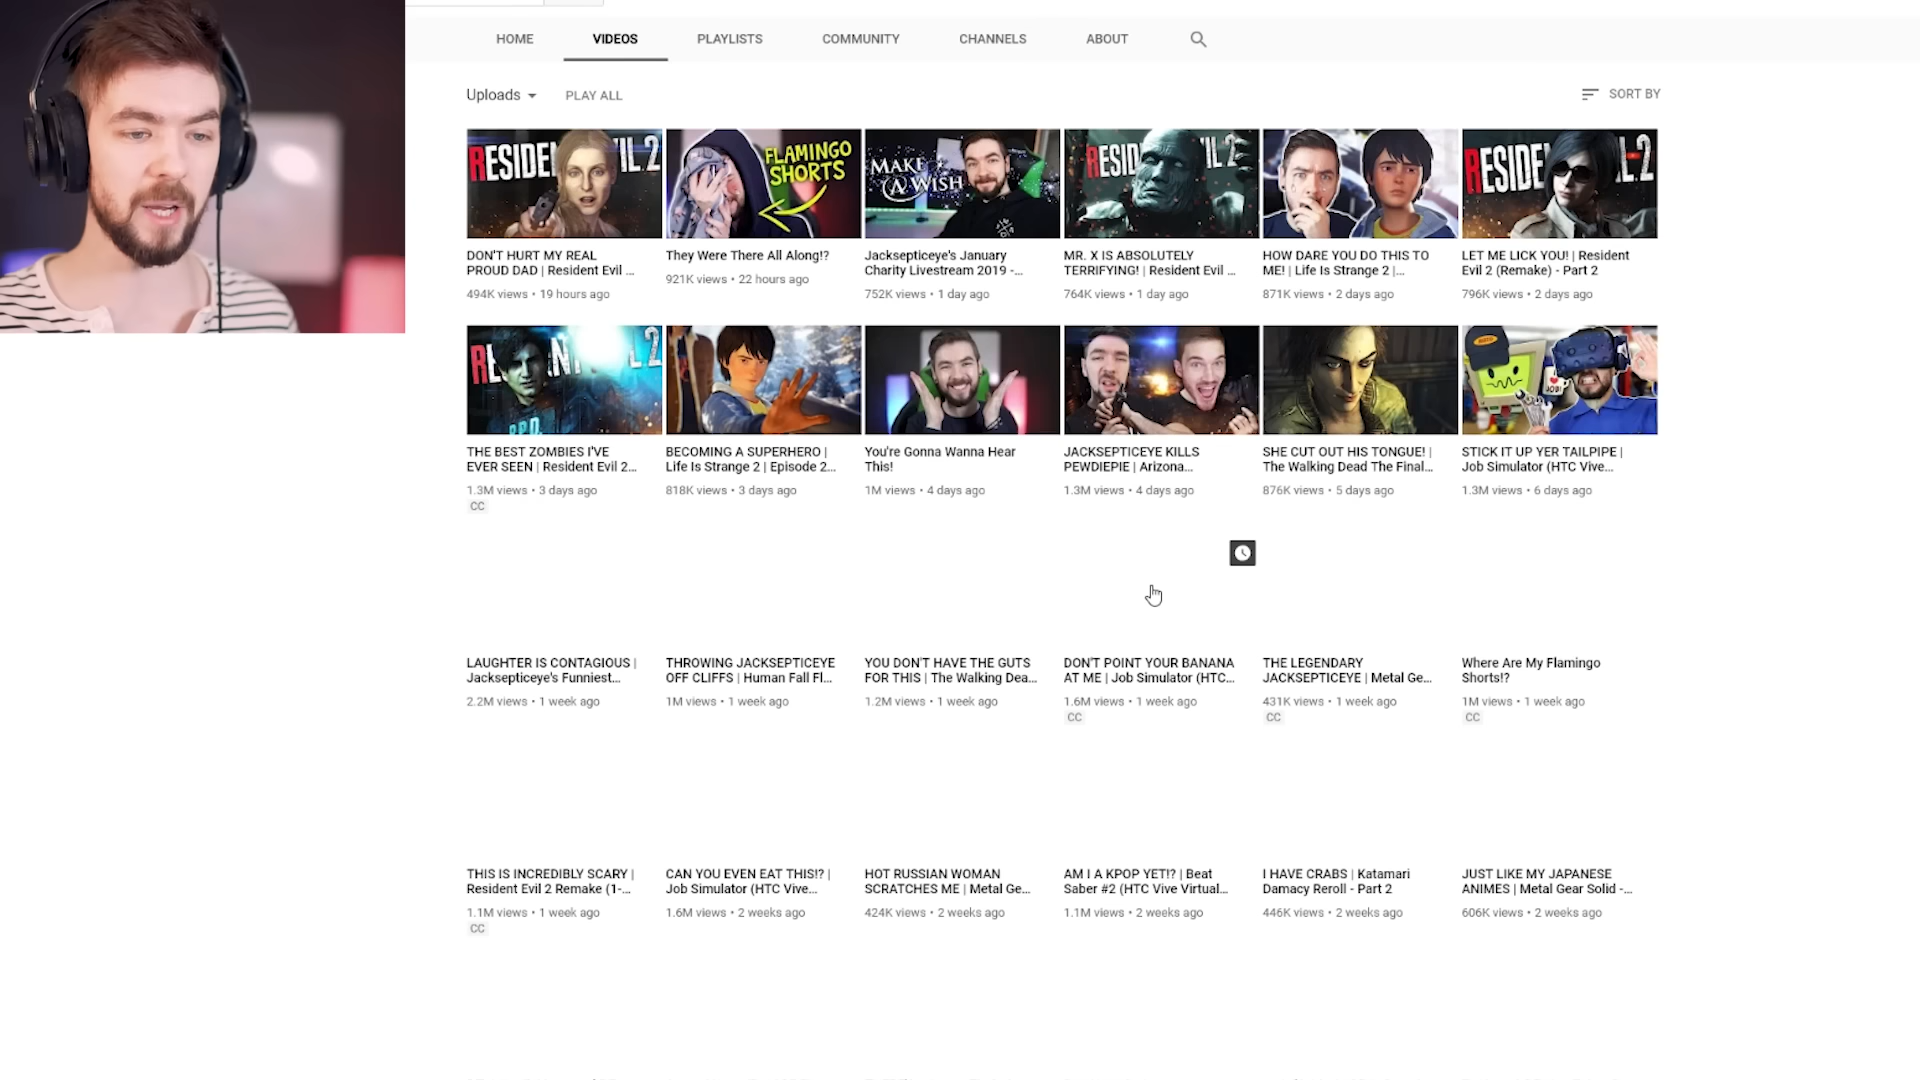 HOME VIDEOS PLAYLISTS COMMUNITY CHANNELS ABOUT
Uploads PLAY ALL SORT BY
FLAMINGO
SHORTS
MAKE
A WISH
DON'T HURT MY REAL
PROUD DAD | Resident Evil ...
494K views • 19 hours ago
They Were There All Along!?
921K views • 22 hours ago
Jacksepticeye's January
Charity Livestream 2019 -...
752K views • 1 day ago
MR. X IS ABSOLUTELY
TERRIFYING! | Resident Evil ...
764K views • 1 day ago
HOW DARE YOU DO THIS TO
ME! | Life Is Strange 2 |...
871K views • 2 days ago
LET ME LICK YOU! | Resident
Evil 2 (Remake) - Part 2
796K views • 2 days ago
JOB!
THE BEST ZOMBIES I'VE
EVER SEEN | Resident Evil 2...
1.3M views • 3 days ago
CC
BECOMING A SUPERHERO |
Life Is Strange 2 | Episode 2...
818K views • 3 days ago
You're Gonna Wanna Hear
This!
1M views • 4 days ago
JACKSEPTICEYE KILLS
PEWDIEPIE | Arizona...
1.3M views • 4 days ago
SHE CUT OUT HIS TONGUE! |
The Walking Dead The Final...
876K views • 5 days ago
STICK IT UP YER TAILPIPE |
Job Simulator (HTC Vive...
1.3M views • 6 days ago
LAUGHTER IS CONTAGIOUS |
Jacksepticeye's Funniest...
2.2M views • 1 week ago
THROWING JACKSEPTICEYE
OFF CLIFFS | Human Fall Fl...
1M views • 1 week ago
YOU DON'T HAVE THE GUTS
FOR THIS | The Walking Dea...
1.2M views • 1 week ago
DON'T POINT YOUR BANANA
AT ME | Job Simulator (HTC...
1.6M views • 1 week ago
CC
THE LEGENDARY
JACKSEPTICEYE | Metal Ge...
431K views • 1 week ago
CC
Where Are My Flamingo
Shorts!?
1M views • 1 week ago
CC
THIS IS INCREDIBLY SCARY |
Resident Evil 2 Remake (1-...
1.1M views • 1 week ago
CC
CAN YOU EVEN EAT THIS!? |
Job Simulator (HTC Vive...
1.6M views • 2 weeks ago
HOT RUSSIAN WOMAN
SCRATCHES ME | Metal Ge...
424K views • 2 weeks ago
AM I A KPOP YET!? | Beat
Saber #2 (HTC Vive Virtual...
1.1M views • 2 weeks ago
I HAVE CRABS | Katamari
Damacy Reroll - Part 2
446K views • 2 weeks ago
JUST LIKE MY JAPANESE
ANIMES | Metal Gear Solid -...
606K views • 2 weeks ago